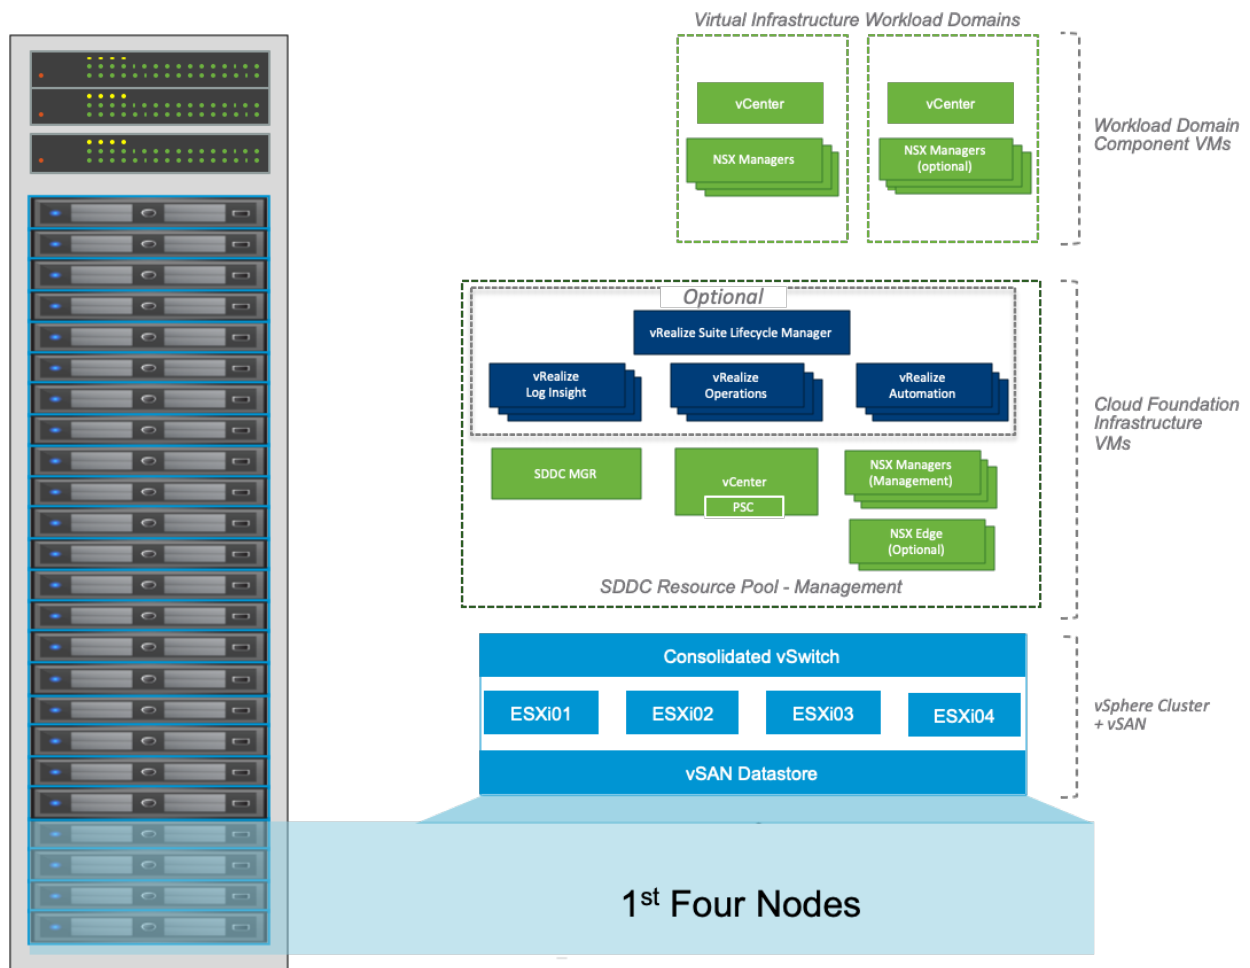 Virtual Infrastructure Workload Domains
vCenter
NSX Managers
vCenter
NSX Managers
(optional)
Workload Domain
Component VMs
Optional
vRealize Suite Lifecycle Manager
vRealize
Log Insight
vRealize
Operations
vRealize
Automation
SDDC MGR
vCenter
PSC
NSX Managers
(Management)
NSX Edge
(Optional)
SDDC Resource Pool - Management
Cloud Foundation
Infrastructure
VMs
Consolidated vSwitch
ESXi01
ESXi02
ESXi03
ESXi04
vSAN Datastore
vSphere Cluster
+ vSAN
1st Four Nodes